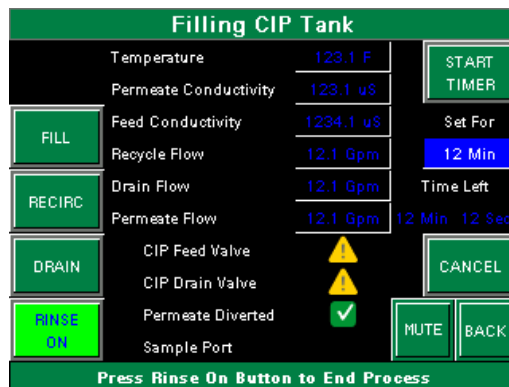 Filling CIP Tank
Temperature 123.1 F
START
TIMER
Permeate Conductivity 123.1 uS
Feed Conductivity 1234.1 uS
Set For
FILL
Recycle Flow 12.1 Gpm
12 Min
Drain Flow 12.1 Gpm
Time Left
RECIRC
Permeate Flow 12.1 Gpm
12 Min 12 Sec
CIP Feed Valve
DRAIN
CANCEL
CIP Drain Valve
Permeate Diverted
RINSE
ON
MUTE
BACK
Sample Port
Press Rinse On Button to End Process